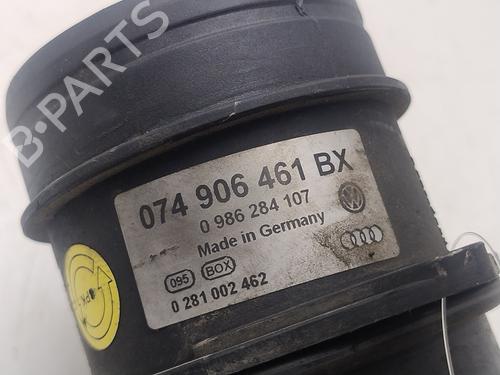 B-PARTS
074 906 461 BX
0 986 284 107
Made in Germany
095 BOX
0 281 002 462